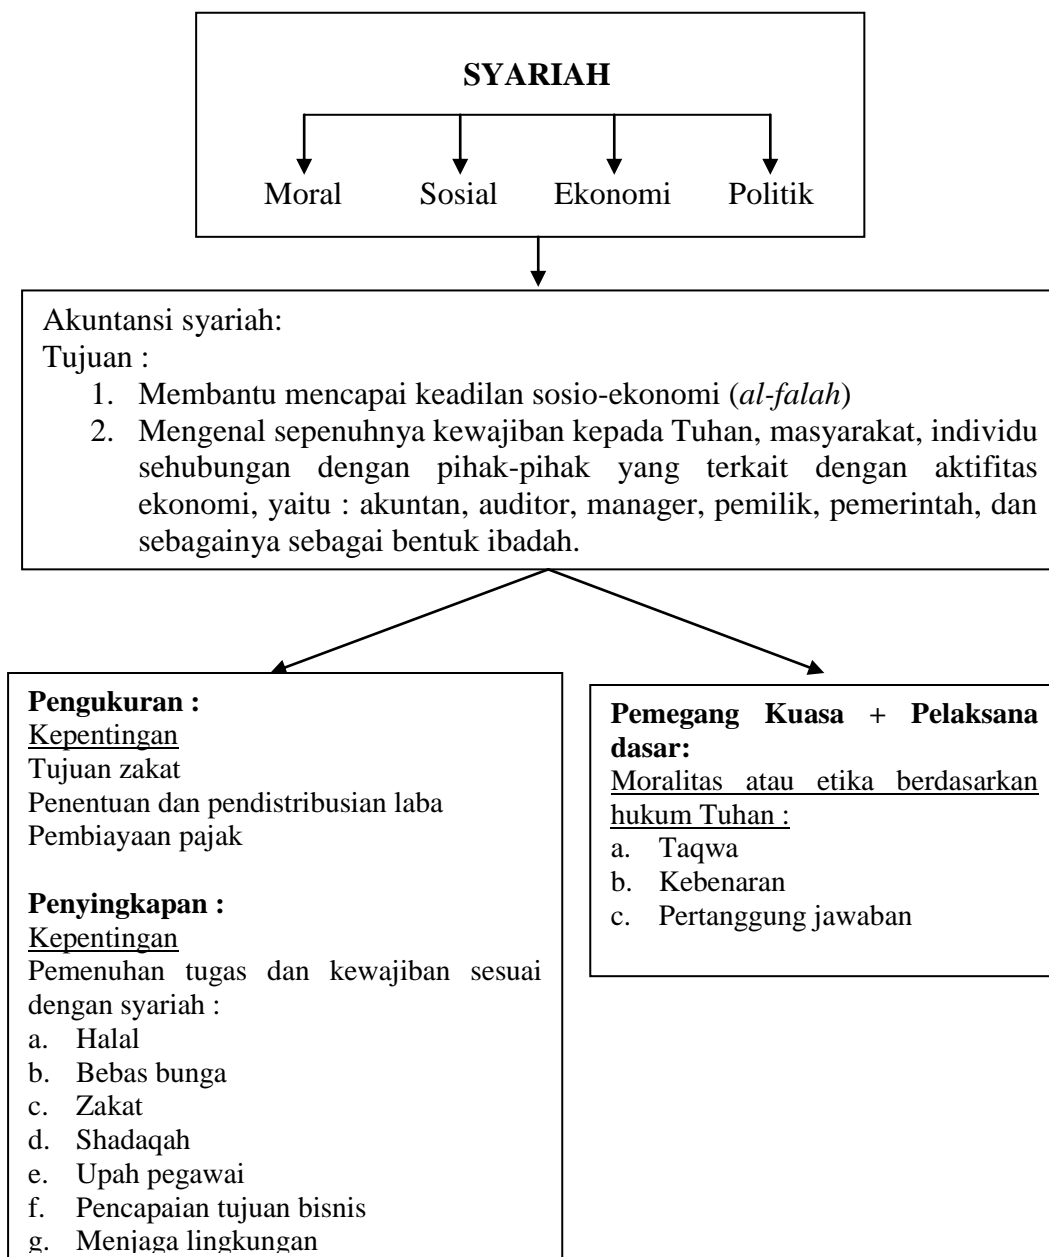 SYARIAH
Moral Sosial Ekonomi Politik
Akuntansi syariah:
Tujuan :
1. Membantu mencapai keadilan sosio-ekonomi (al-falah)
2. Mengenal sepenuhnya kewajiban kepada Tuhan, masyarakat, individu
sehubungan dengan pihak-pihak yang terkait dengan aktifitas
ekonomi, yaitu : akuntan, auditor, manager, pemilik, pemerintah, dan
sebagainya sebagai bentuk ibadah.
Pengukuran :
Kepentingan
Tujuan zakat
Penentuan dan pendistribusian laba
Pembiayaan pajak
Penyingkapan :
Kepentingan
Pemenuhan tugas dan kewajiban sesuai
dengan syariah :
a. Halal
b. Bebas bunga
c. Zakat
d. Shadaqah
e. Upah pegawai
f. Pencapaian tujuan bisnis
g. Menjaga lingkungan
Pemegang Kuasa + Pelaksana
dasar:
Moralitas atau etika berdasarkan
hukum Tuhan :
a. Taqwa
b. Kebenaran
c. Pertanggung jawaban